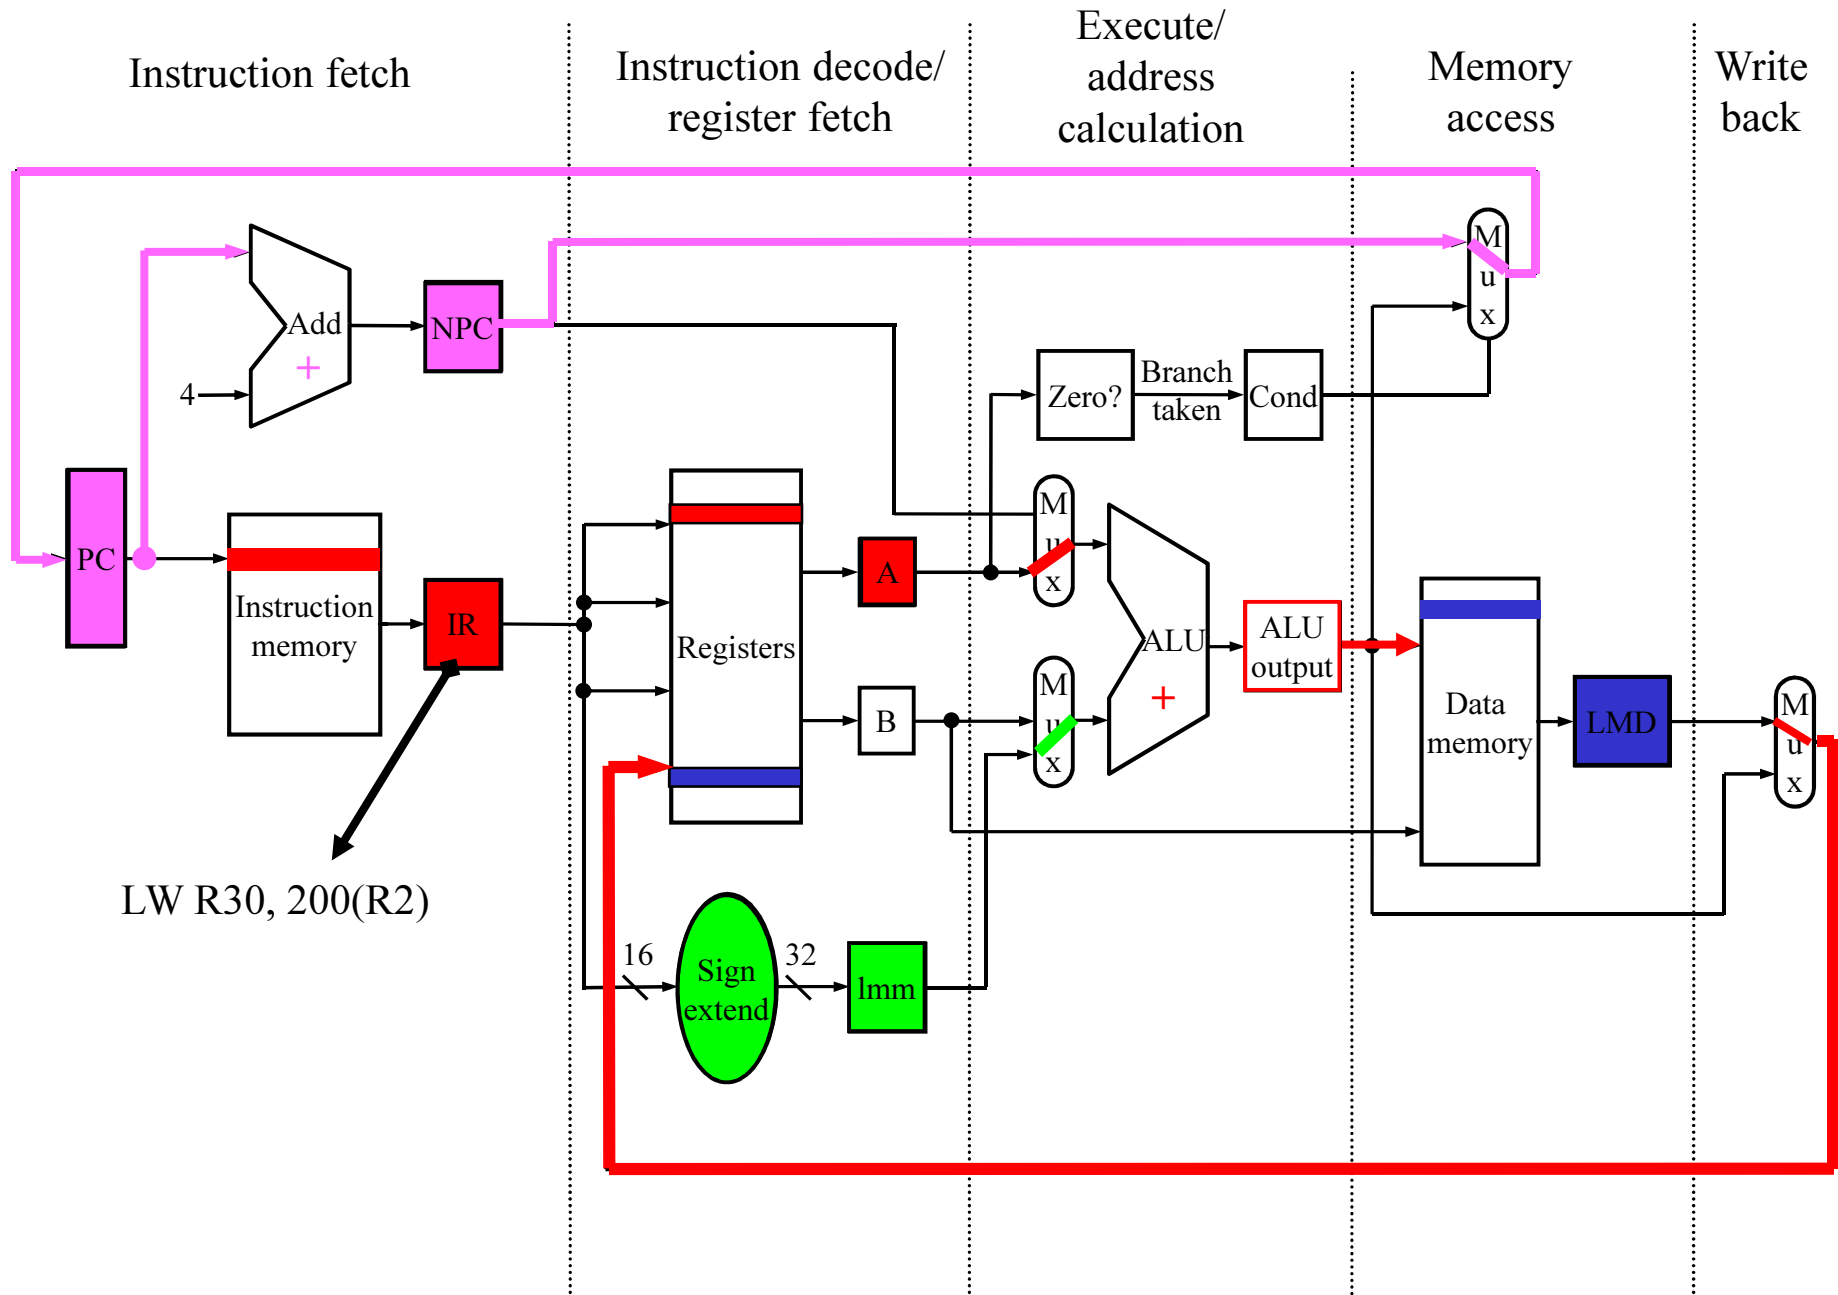 Instruction fetch
Instruction decode/
register fetch
Execute/
address
calculation
Memory
access
Write
back
Add
+
4
NPC
PC
Instruction
memory
IR
LW R30, 200(R2)
Registers
A
B
16
Sign
extend
32
lmm
Zero?
Branch
taken
Cond
M
u
x
M
u
x
ALU
+
ALU
output
M
u
x
Data
memory
LMD
M
u
x